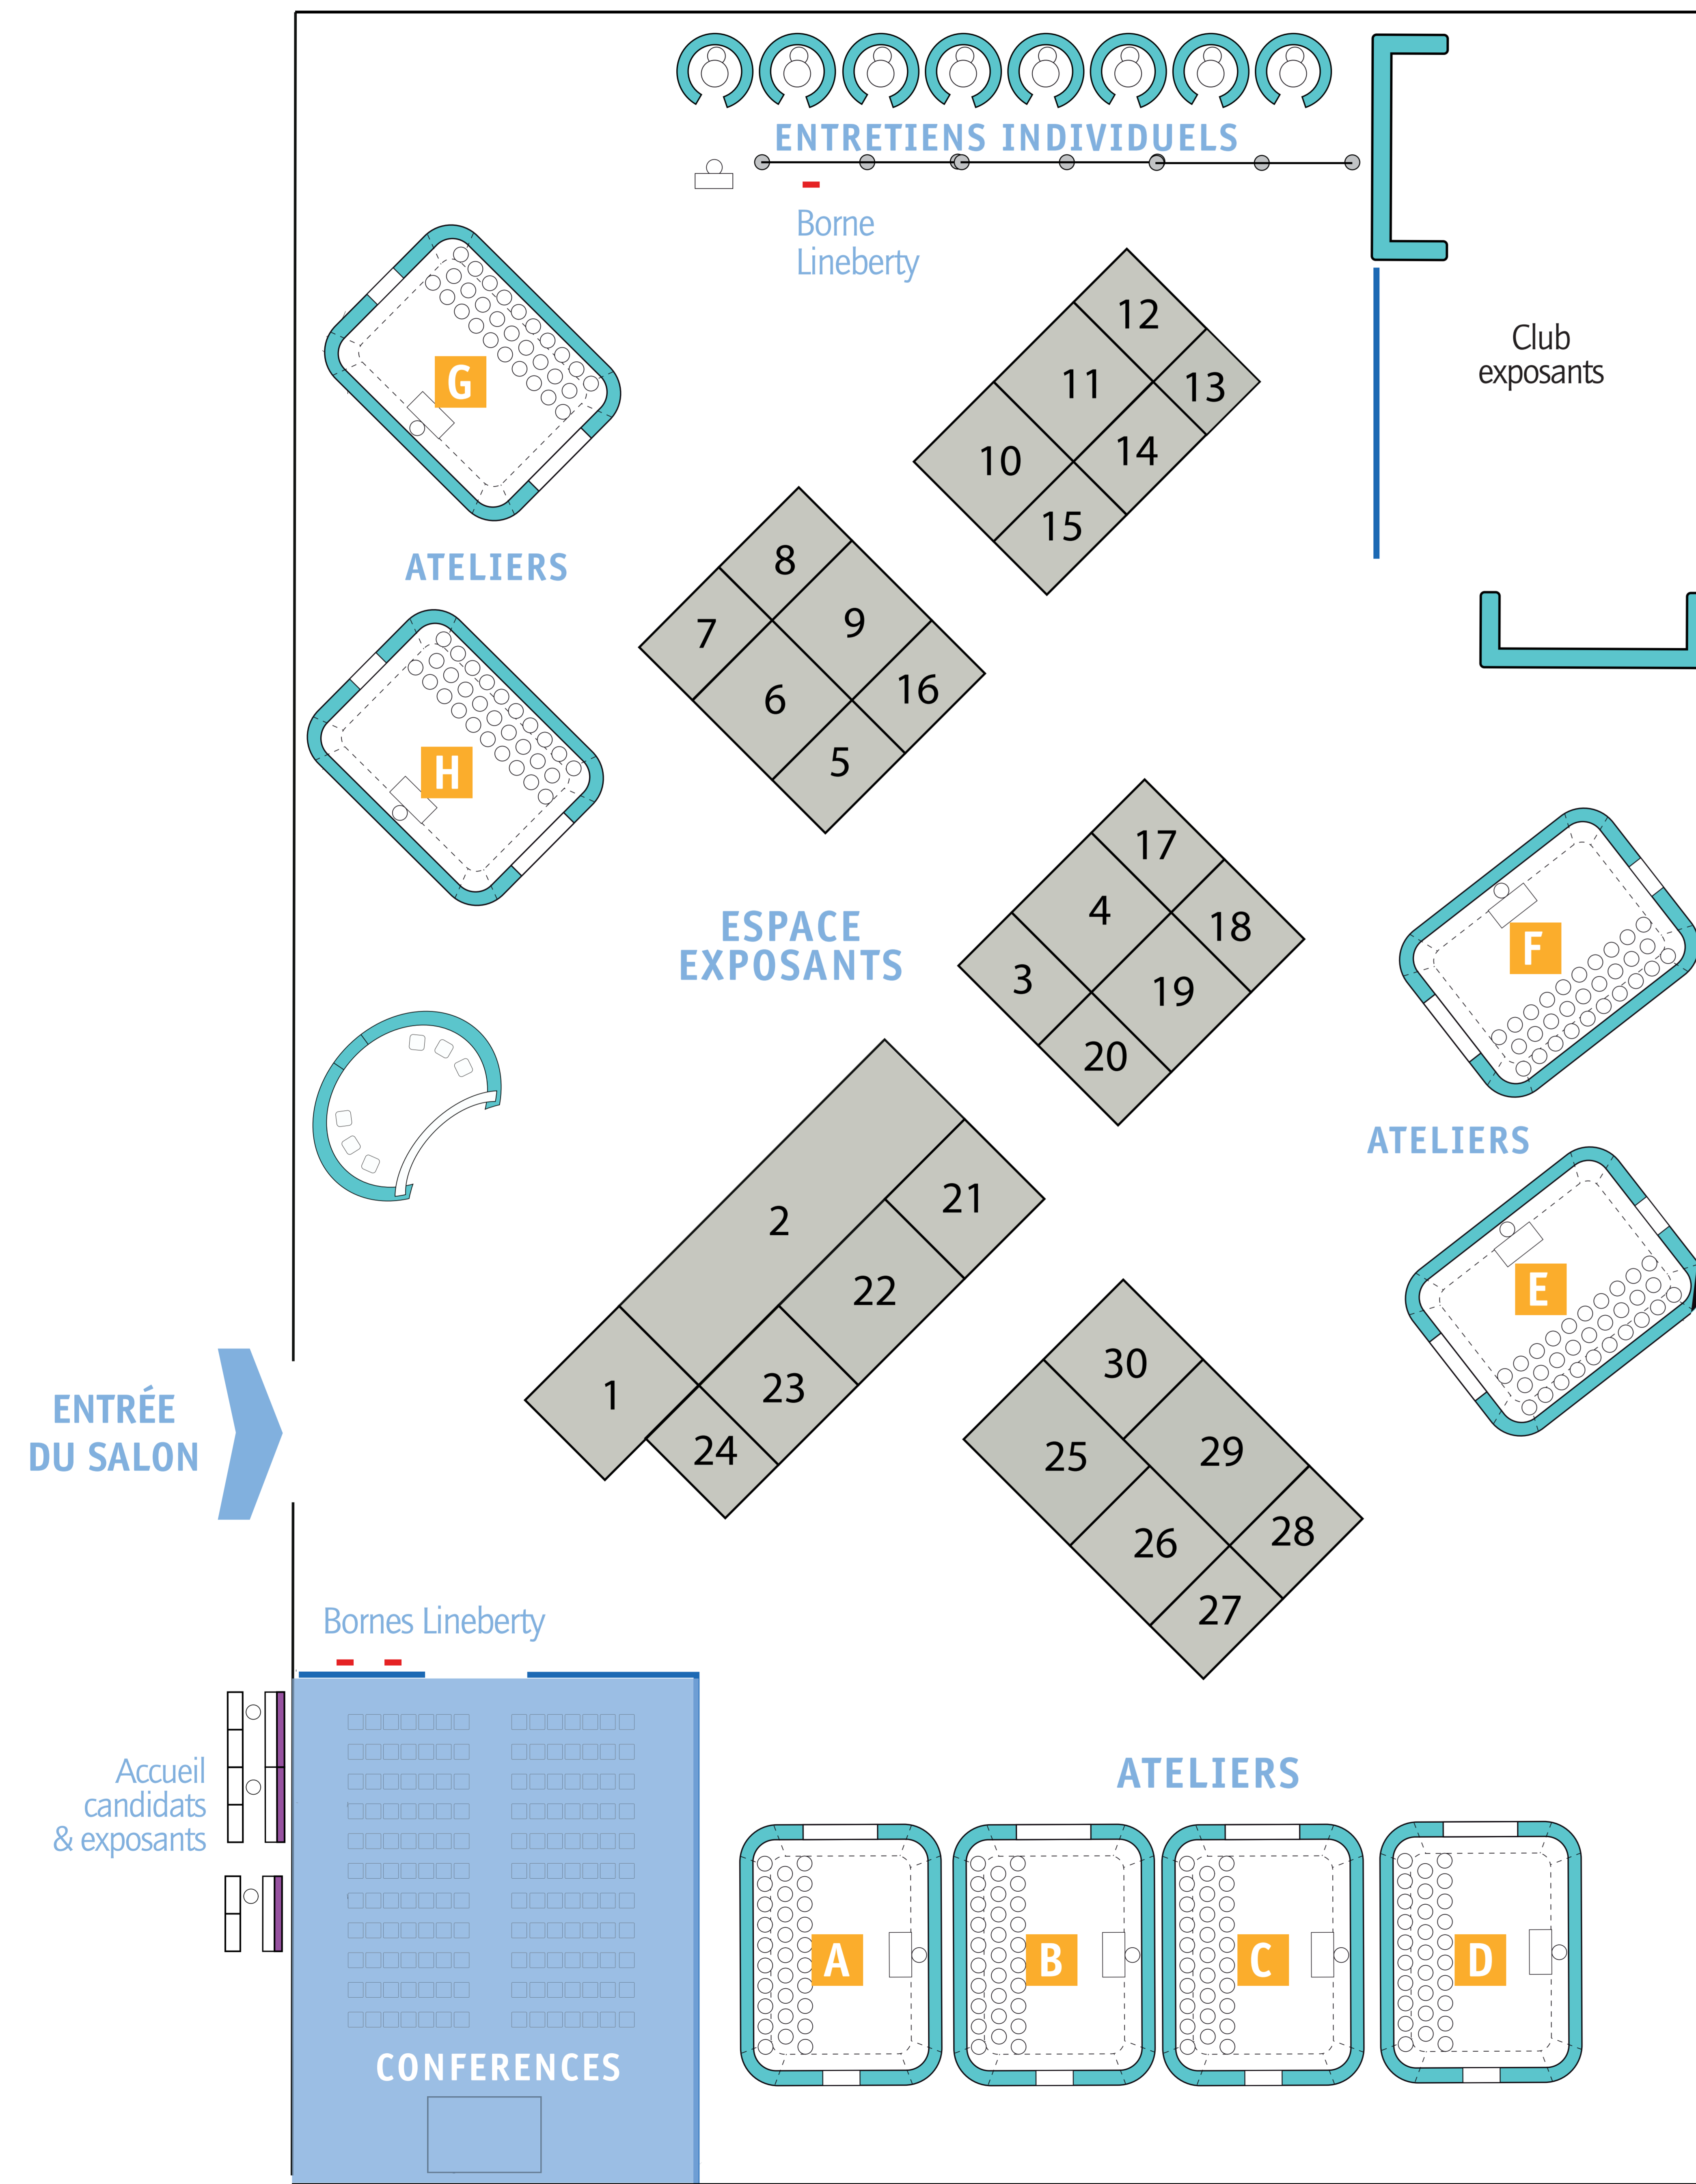 ENTRETIENS INDIVIDUELS
Borne
Lineberty
Club
exposants
12
11
13
10
14
15
G
ATELIERS
8
7
9
6
16
5
H
17
4
18
3
19
20
ESPACE
EXPOSANTS
F
ATELIERS
E
2
21
22
1
23
24
30
25
29
26
28
27
ENTRÉE
DU SALON
Bornes Lineberty
Accueil
candidats
& exposants
ATELIERS
A
B
C
D
CONFERENCES